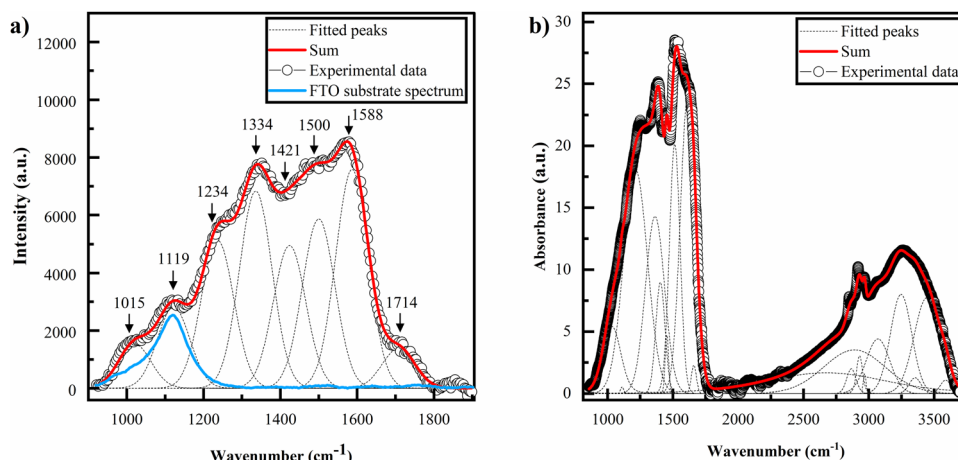 a)
Intensity (a.u.)
12000
10000
8000
6000
4000
2000
0
Fitted peaks
Sum
Experimental data
FTO substrate spectrum
1015
1119
1234
1334
1421
1500
1588
1714
1000 1200 1400 1600 1800
Wavenumber (cm-1)
b)
Absorbance (a.u.)
30
25
20
15
10
5
0
Fitted peaks
Sum
Experimental data
1000 1500 2000 2500 3000 3500
Wavenumber (cm-1)